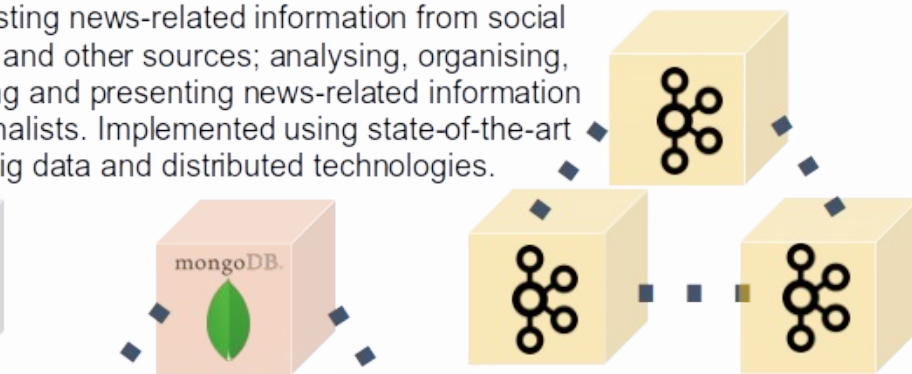 sting news-related information from social
and other sources; analysing, organising,
ng and presenting news-related information
nalists. Implemented using state-of-the-art
ig data and distributed technologies.
mongoDB.